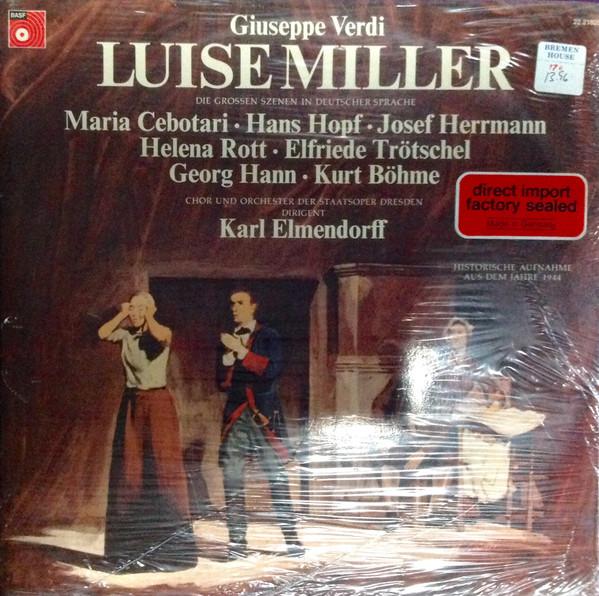 BASF
Giuseppe Verdi
LUISE MILLER
DIE GROSSEN SZENEN IN DEUTSCHER SPRACHE
Maria Cebotari · Hans Hopf · Josef Herrmann
Helena Rott · Elfriede Trötschel
Georg Hann · Kurt Böhme
CHOR UND ORCHESTER DER STAATSOPER DRESDEN
DIRIGENT
Karl Elmendorff
BREMEN
HOUSE
13.96
direct import
factory sealed
Made in Germany
HISTORISCHE AUFNAHME
AUS DEM JAHRE 1944